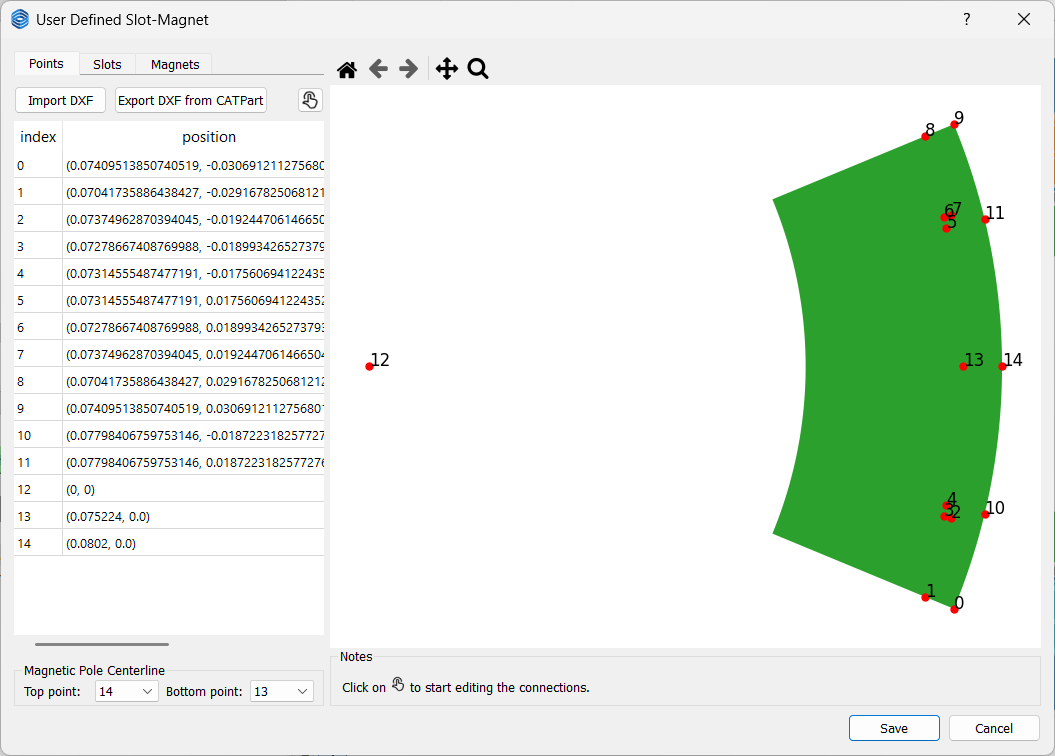 User Defined Slot-Magnet
?
Points Slots Magnets
Import DXF Export DXF from CATPart
index position
0 (0.07409513850740519, -0.030691211275680
1 (0.07041735886438427, -0.029167825068121
2 (0.07374962870394045, -0.019244706146650
3 (0.07278667408769988, -0.018993426527379
4 (0.07314555487477191, -0.017560694122435
5 (0.07314555487477191, 0.0175606941224352
6 (0.07278667408769988, 0.0189934265273793
7 (0.07374962870394045, 0.0192447061466504
8 (0.07041735886438427, 0.0291678250681212
9 (0.07409513850740519, 0.0306912112756801
10 (0.07798406759753146, -0.018722318257727
11 (0.07798406759753146, 0.0187223182577276
12 (0, 0)
13 (0.075224, 0.0)
14 (0.0802, 0.0)
Magnetic Pole Centerline
Top point: 14 Bottom point: 13
9
8
7
6
5
11
12
13
14
4
3
2
10
1
0
Notes
Click on to start editing the connections.
Save Cancel